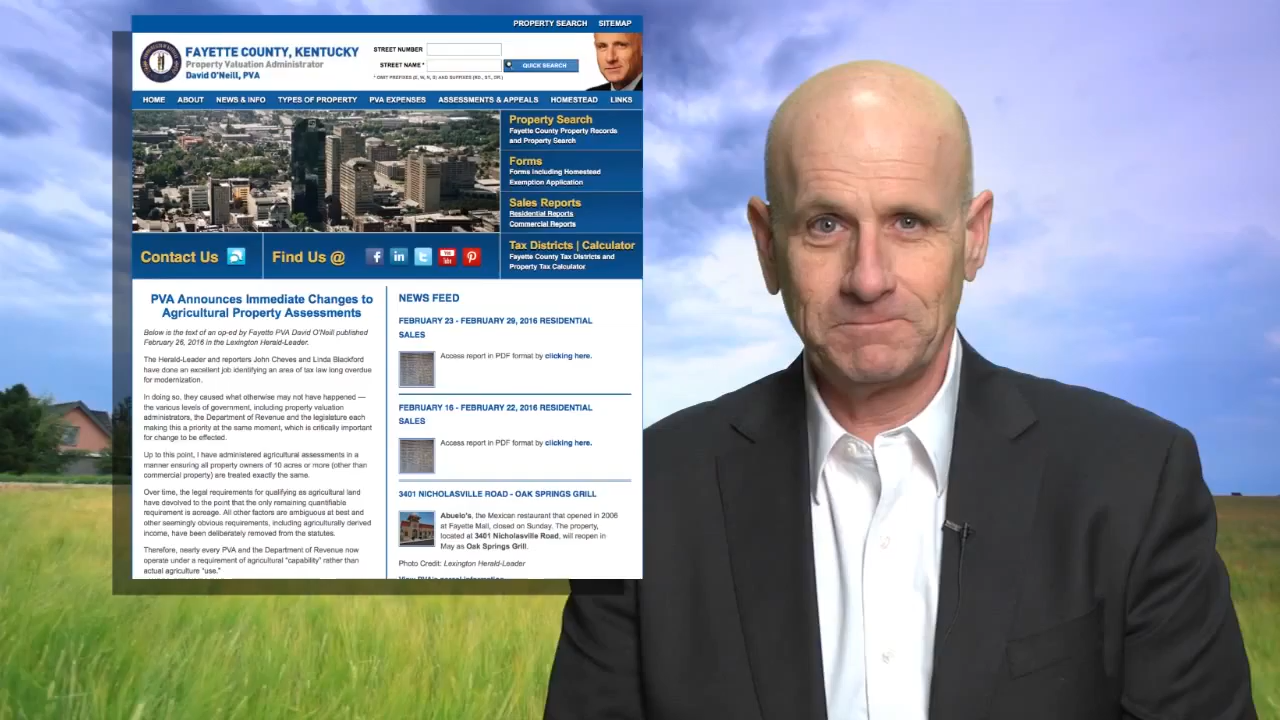 PROPERTY SEARCH SITEMAP
FAYETTE COUNTY, KENTUCKY
Property Valuation Administrator
David O'Neill, PVA
STREET NUMBER
STREET NAME *
QUICK SEARCH
* OMIT PREFIXES (E, W, N, S) AND SUFFIXES (RD., ST., DR.)
HOME ABOUT NEWS & INFO TYPES OF PROPERTY PVA EXPENSES ASSESSMENTS & APPEALS HOMESTEAD LINKS
Property Search
Fayette County Property Records
and Property Search
Forms
Forms Including Homestead
Exemption Application
Sales Reports
Residential Reports
Commercial Reports
Tax Districts | Calculator
Fayette County Tax Districts and
Property Tax Calculator
Contact Us
Find Us @
f in t You Tube P
PVA Announces Immediate Changes to
Agricultural Property Assessments
Below is the text of an op-ed by Fayette PVA David O'Neill published
February 26, 2016 in the Lexington Herald-Leader.
The Herald-Leader and reporters John Cheves and Linda Blackford
have done an excellent job identifying an area of tax law long overdue
for modernization.
In doing so, they caused what otherwise may not have happened —
the various levels of government, including property valuation
administrators, the Department of Revenue and the legislature each
making this a priority at the same moment, which is critically important
for change to be effected.
Up to this point, I have administered agricultural assessments in a
manner ensuring all property owners of 10 acres or more (other than
commercial property) are treated exactly the same.
Over time, the legal requirements for qualifying as agricultural land
have devolved to the point that the only remaining quantifiable
requirement is acreage. All other factors are ambiguous at best and
other seemingly obvious requirements, including agriculturally derived
income, have been deliberately removed from the statutes.
Therefore, nearly every PVA and the Department of Revenue now
operate under a requirement of agricultural "capability" rather than
actual agriculture "use."
NEWS FEED
FEBRUARY 23 - FEBRUARY 29, 2016 RESIDENTIAL
SALES
Access report in PDF format by clicking here.
FEBRUARY 16 - FEBRUARY 22, 2016 RESIDENTIAL
SALES
Access report in PDF format by clicking here.
3401 NICHOLASVILLE ROAD - OAK SPRINGS GRILL
Abuelo's, the Mexican restaurant that opened in 2006
at Fayette Mall, closed on Sunday. The property,
located at 3401 Nicholasville Road, will reopen in
May as Oak Springs Grill.
Photo Credit: Lexington Herald-Leader